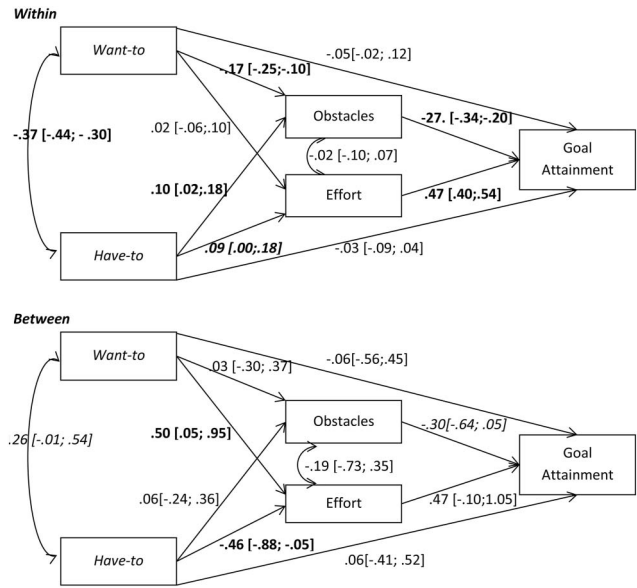 Within
Want-to
-.05[-.02; .12]
-.17 [-.25;-.10]
Obstacles
-27. [-.34;-.20]
.02 [-.06;.10]
-.37 [-.44; - .30]
-.02 [-.10; .07]
Goal
Attainment
.10 [.02;.18]
Effort
.47 [.40;.54]
.09 [.00;.18]
-.03 [-.09; .04]
Have-to
Between
Want-to
-.06[-.56;.45]
.03 [-.30; .37]
Obstacles
-.30[-.64; .05]
.50 [.05; .95]
.26 [-.01; .54]
Goal
Attainment
-.19 [-.73; .35]
.06[-.24; .36]
Effort
.47 [-.10;1.05]
-.46 [-.88; -.05]
Have-to
.06[-.41; .52]